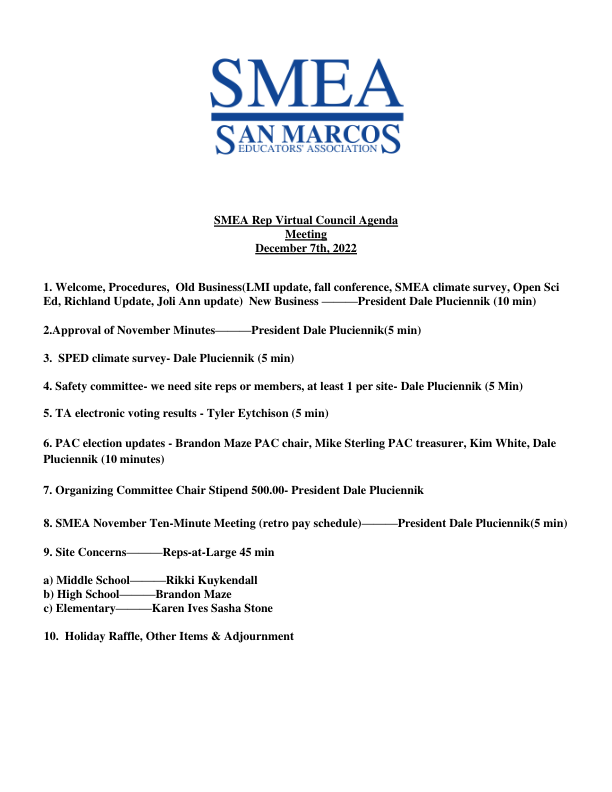 SMEA
SAN MARCOS
EDUCATORS' ASSOCIATION
SMEA Rep Virtual Council Agenda
Meeting
December 7th, 2022
1. Welcome, Procedures,  Old Business(LMI update, fall conference, SMEA climate survey, Open Sci
Ed, Richland Update, Joli Ann update)  New Business ———President Dale Pluciennik (10 min)
2.Approval of November Minutes———President Dale Pluciennik(5 min)
3.  SPED climate survey- Dale Pluciennik (5 min)
4. Safety committee- we need site reps or members, at least 1 per site- Dale Pluciennik (5 Min)
5. TA electronic voting results - Tyler Eytchison (5 min)
6. PAC election updates - Brandon Maze PAC chair, Mike Sterling PAC treasurer, Kim White, Dale
Pluciennik (10 minutes)
7. Organizing Committee Chair Stipend 500.00- President Dale Pluciennik
8. SMEA November Ten-Minute Meeting (retro pay schedule)———President Dale Pluciennik(5 min)
9. Site Concerns———Reps-at-Large 45 min
a) Middle School———Rikki Kuykendall
b) High School———Brandon Maze
c) Elementary———Karen Ives Sasha Stone
10.  Holiday Raffle, Other Items & Adjournment